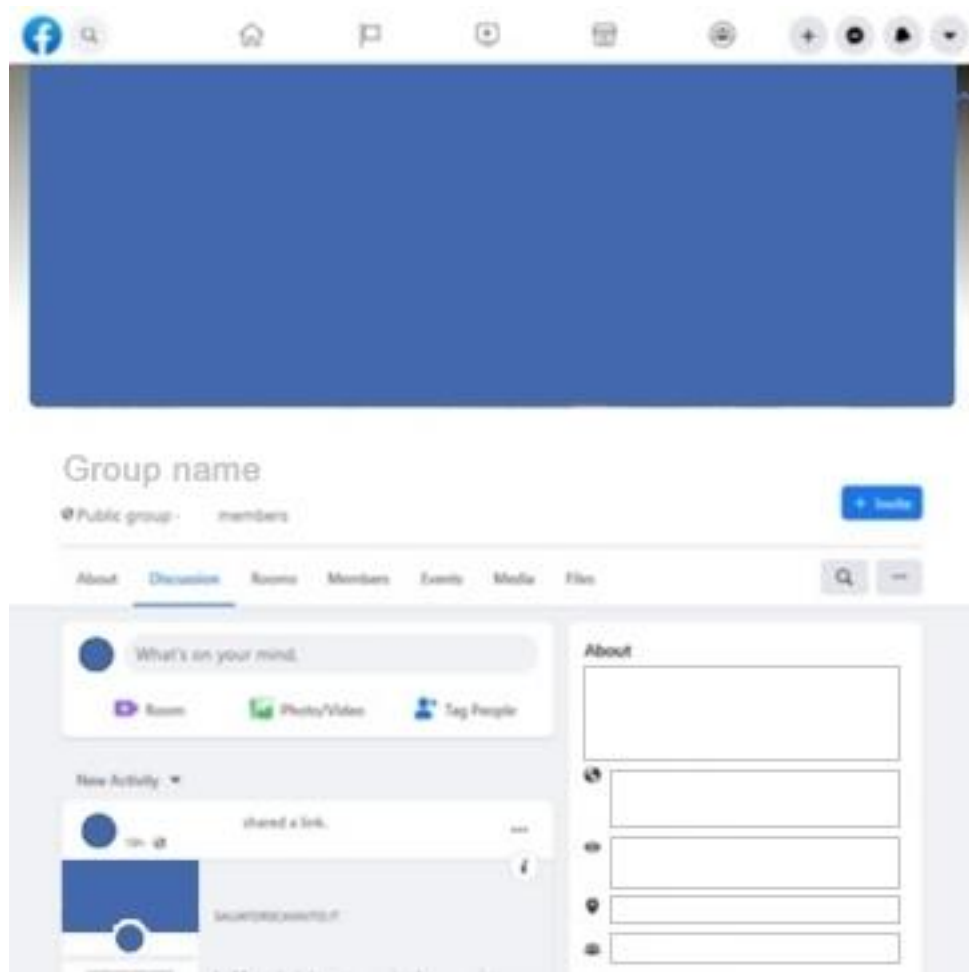 Group name
Public group · members
+ Invite
About Discussion Rooms Members Events Media Files
What's on your mind,
Room Photo/Video Tag People
New Activity
shared a link.
About